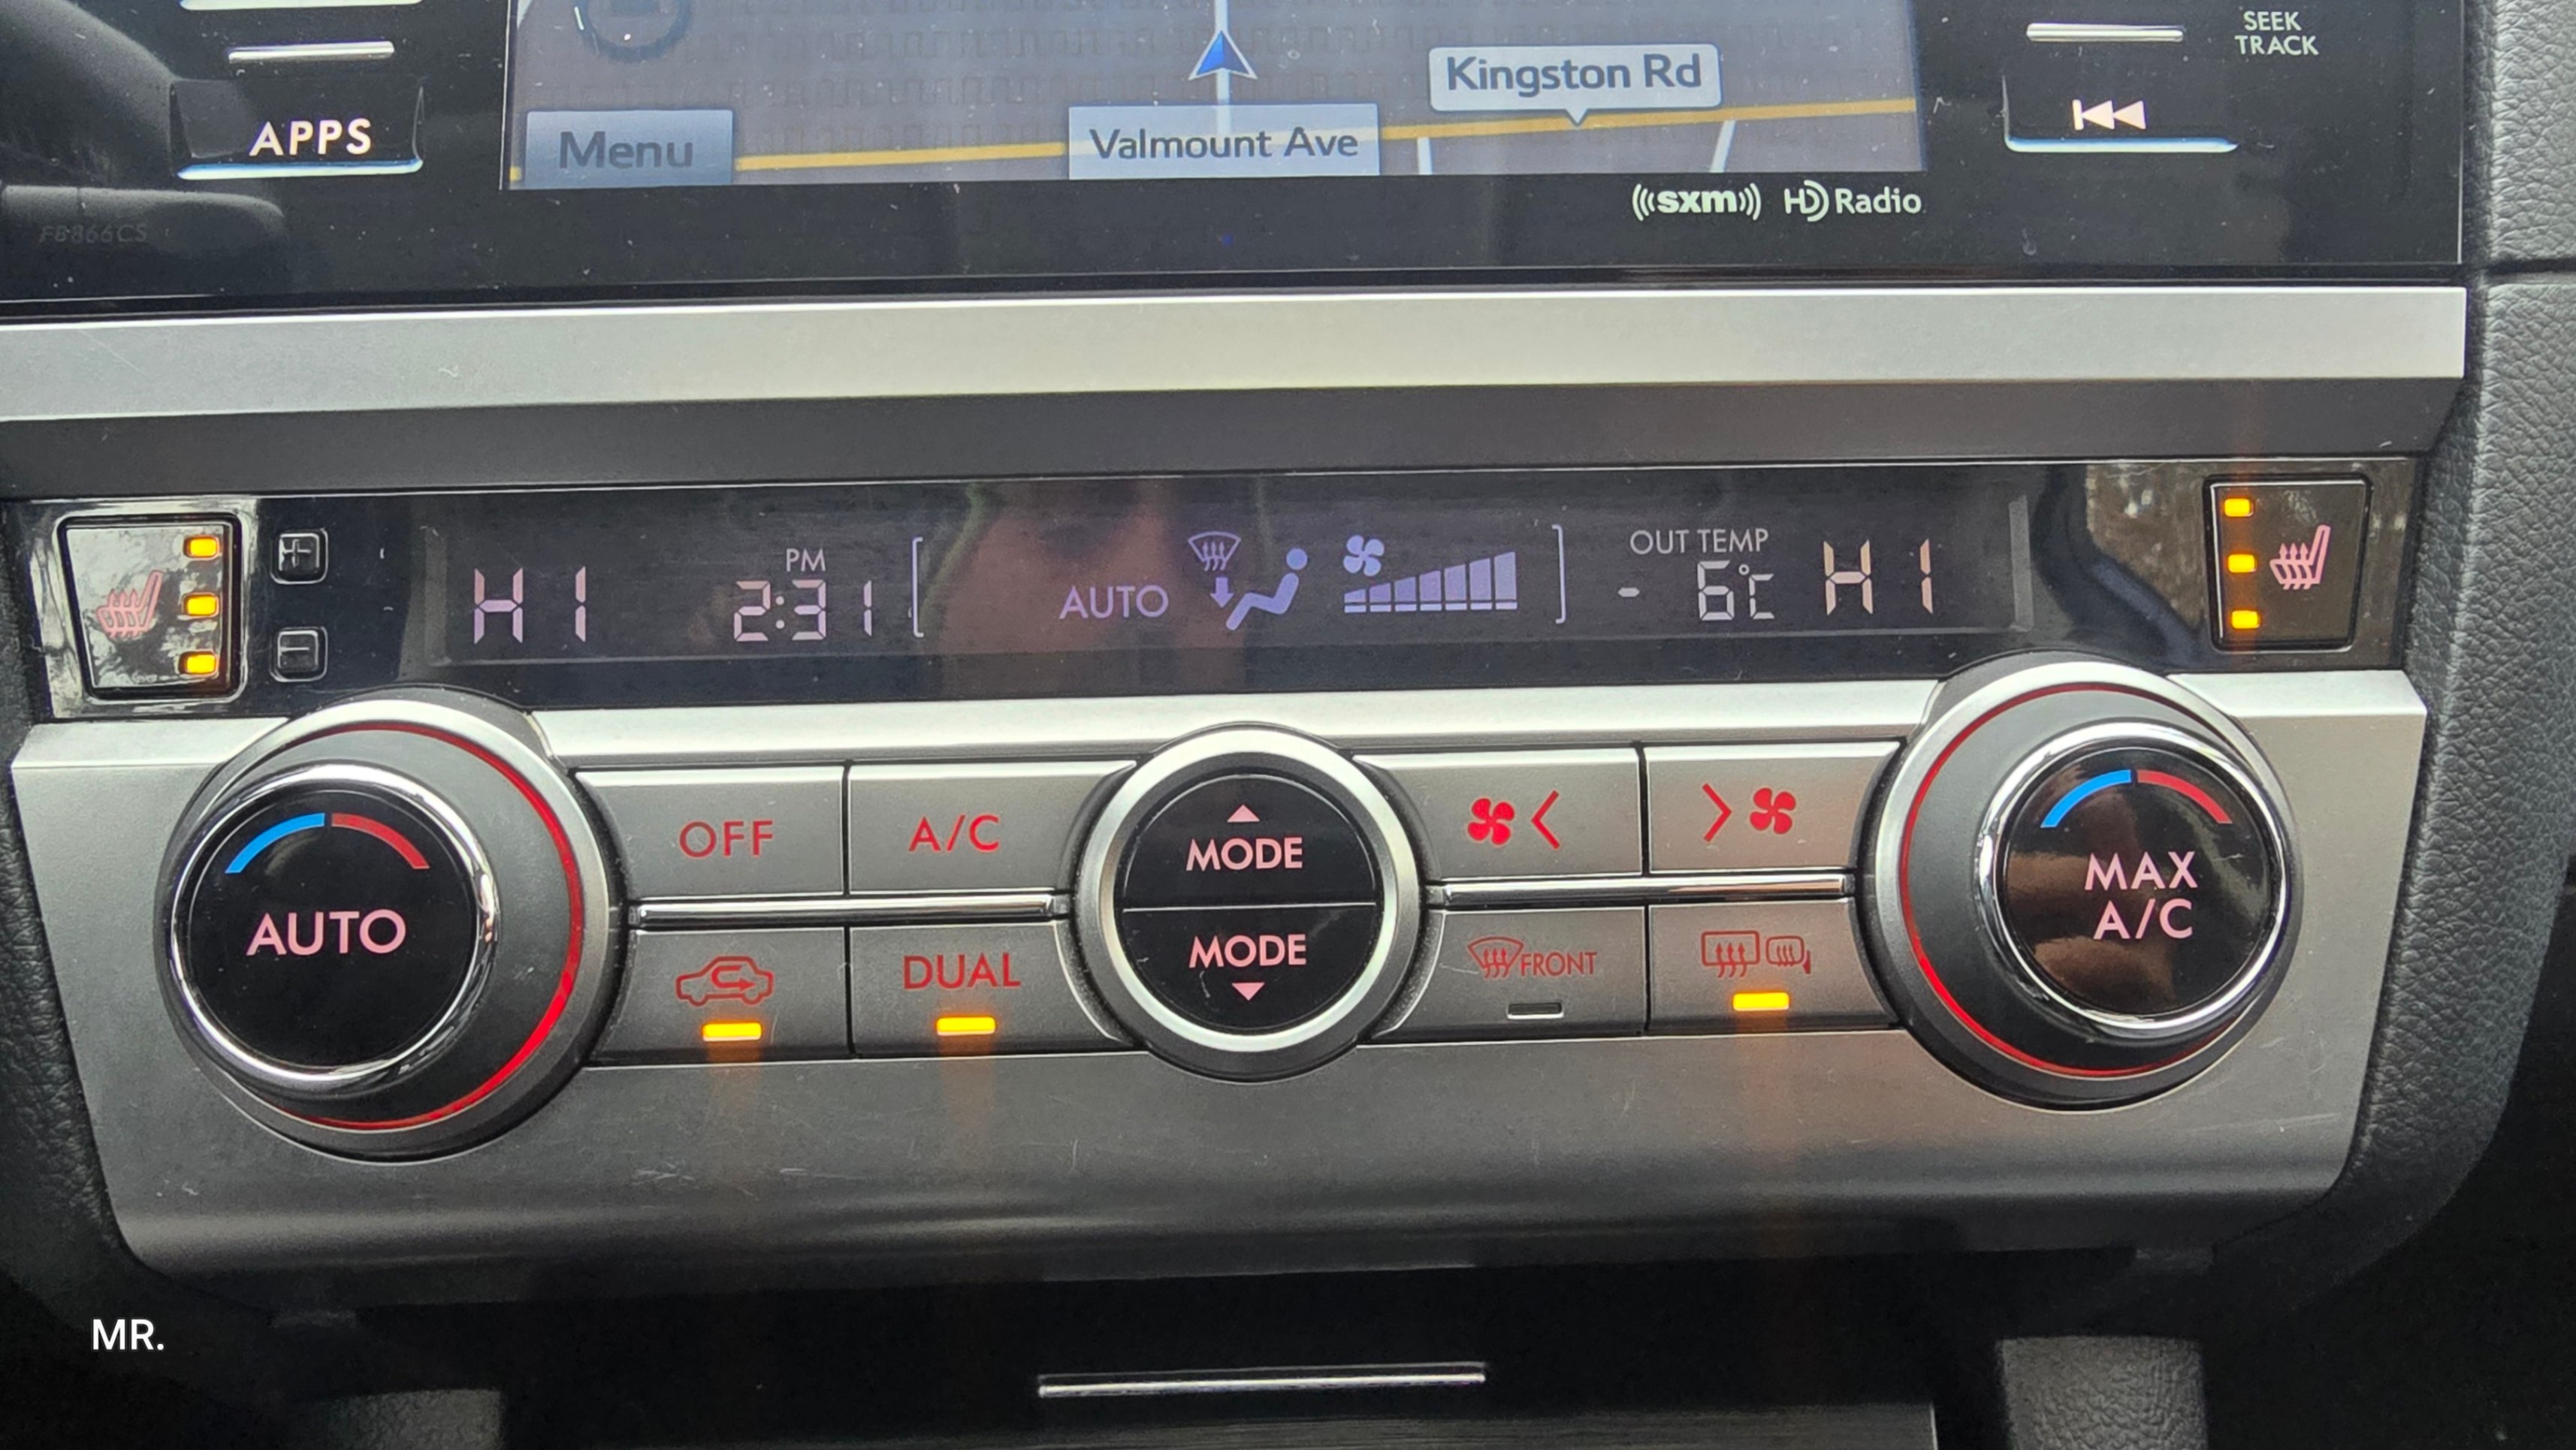 SEEK
TRACK
APPS
Menu
Valmount Ave
Kingston Rd
((sxm)) HD Radio
FB866CS
HI
PM
2:31
AUTO
OUT TEMP
- 6°C
HI
AUTO
OFF
A/C
MODE
MODE
DUAL
FRONT
MAX
A/C
MR.